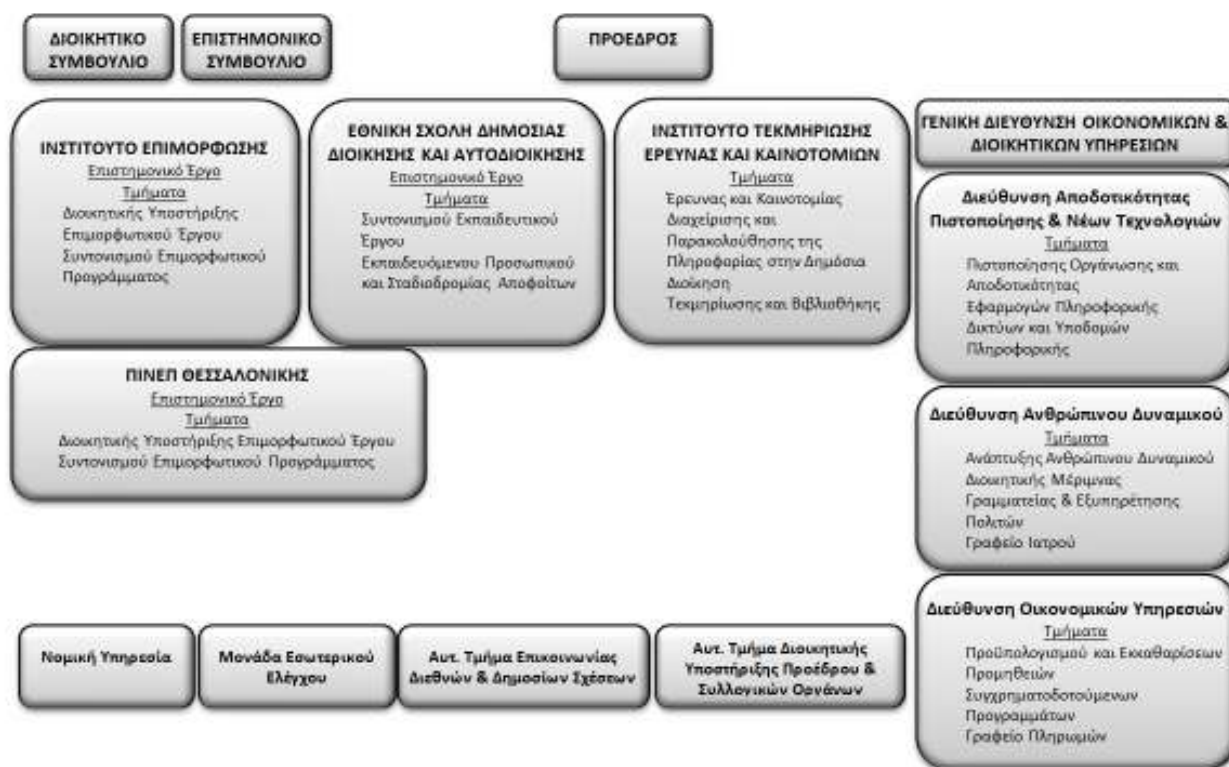 ΔΙΟΙΚΗΤΙΚΟ
ΣΥΜΒΟΥΛΙΟ
ΕΠΙΣΤΗΜΟΝΙΚΟ
ΣΥΜΒΟΥΛΙΟ
ΠΡΟΕΔΡΟΣ
ΙΝΣΤΙΤΟΥΤΟ ΕΠΙΜΟΡΦΩΣΗΣ
Επιστημονικό Έργο
Τμήματα
Διοικητικής Υποστήριξης
Επιμορφωτικού Έργου
Συντονισμού Επιμορφωτικού
Προγράμματος
ΕΘΝΙΚΗ ΣΧΟΛΗ ΔΗΜΟΣΙΑΣ
ΔΙΟΙΚΗΣΗΣ ΚΑΙ ΑΥΤΟΔΙΟΙΚΗΣΗΣ
Επιστημονικό Έργο
Τμήματα
Συντονισμού Εκπαιδευτικού
Έργου
Εκπαιδευόμενου Προσωπικού
και Σταδιοδρομίας Αποφοίτων
ΙΝΣΤΙΤΟΥΤΟ ΤΕΚΜΗΡΙΩΣΗΣ
ΕΡΕΥΝΑΣ ΚΑΙ ΚΑΙΝΟΤΟΜΙΩΝ
Τμήματα
Έρευνας και Καινοτομίας
Διαχείρισης και
Παρακολούθησης της
Πληροφορίας στην Δημόσια
Διοίκηση
Τεκμηρίωσης και Βιβλιοθήκης
ΓΕΝΙΚΗ ΔΙΕΥΘΥΝΣΗ ΟΙΚΟΝΟΜΙΚΩΝ &
ΔΙΟΙΚΗΤΙΚΩΝ ΥΠΗΡΕΣΙΩΝ
Διεύθυνση Αποδοτικότητας
Πιστοποίησης & Νέων Τεχνολογιών
Τμήματα
Πιστοποίησης Οργάνωσης και
Αποδοτικότητας
Εφαρμογών Πληροφορικής
Δικτύων και Υποδομών
Πληροφορικής
ΠΙΝΕΠ ΘΕΣΣΑΛΟΝΙΚΗΣ
Επιστημονικό Έργο
Τμήματα
Διοικητικής Υποστήριξης Επιμορφωτικού Έργου
Συντονισμού Επιμορφωτικού Προγράμματος
Διεύθυνση Ανθρώπινου Δυναμικού
Τμήματα
Ανάπτυξης Ανθρώπινου Δυναμικού
Διοικητικής Μέριμνας
Γραμματείας & Εξυπηρέτησης
Πολιτών
Γραφείο Ιατρού
Διεύθυνση Οικονομικών Υπηρεσιών
Τμήματα
Προϋπολογισμού και Εκκαθαρίσεων
Προμηθειών
Συγχρηματοδοτούμενων
Προγραμμάτων
Γραφείο Πληρωμών
Νομική Υπηρεσία
Μονάδα Εσωτερικού
Ελέγχου
Αυτ. Τμήμα Επικοινωνίας
Διεθνών & Δημοσίων Σχέσεων
Αυτ. Τμήμα Διοικητικής
Υποστήριξης Προέδρου &
Συλλογικών Οργάνων